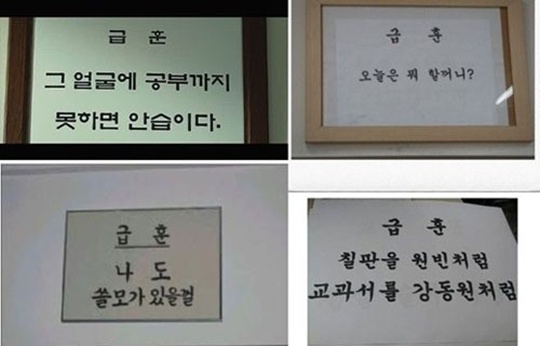 급 훈
그 얼굴에 공부까지
못하면 안습이다.
급 훈
오늘은 뭐 할꺼니?
급 훈
나 도
쓸모가 있을걸
급 훈
칠판을 원빈처럼
교과서를 강동원처럼